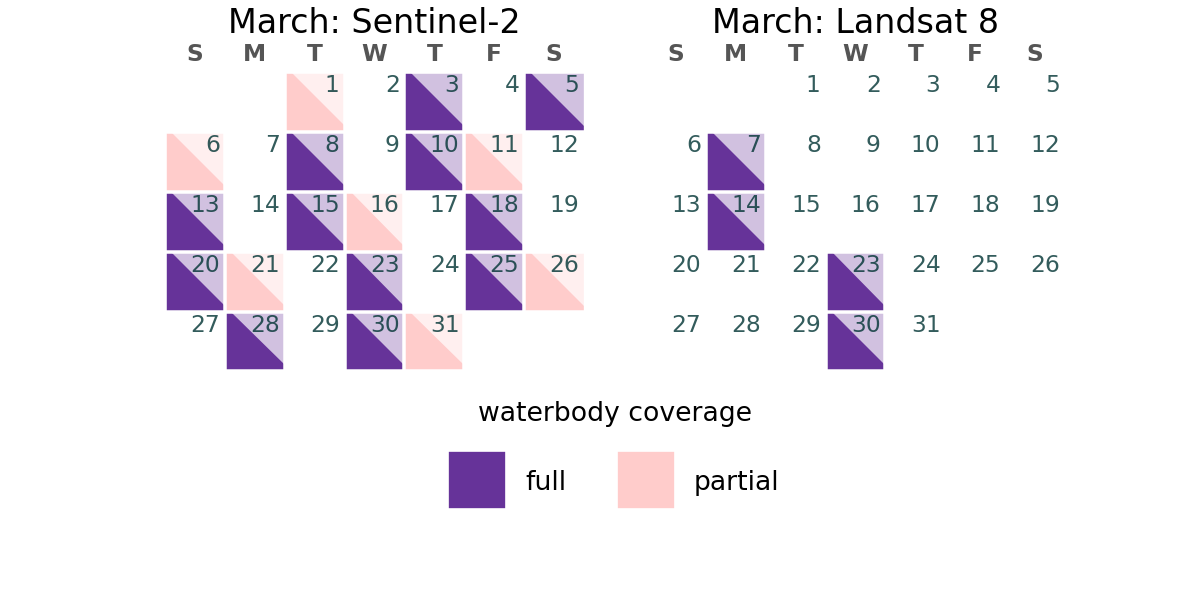 March: Sentinel-2
S M T W T F S
1 2 3 4 5
6 7 8 9 10 11 12
13 14 15 16 17 18 19
20 21 22 23 24 25 26
27 28 29 30 31
March: Landsat 8
S M T W T F S
1 2 3 4 5
6 7 8 9 10 11 12
13 14 15 16 17 18 19
20 21 22 23 24 25 26
27 28 29 30 31
waterbody coverage
full
partial